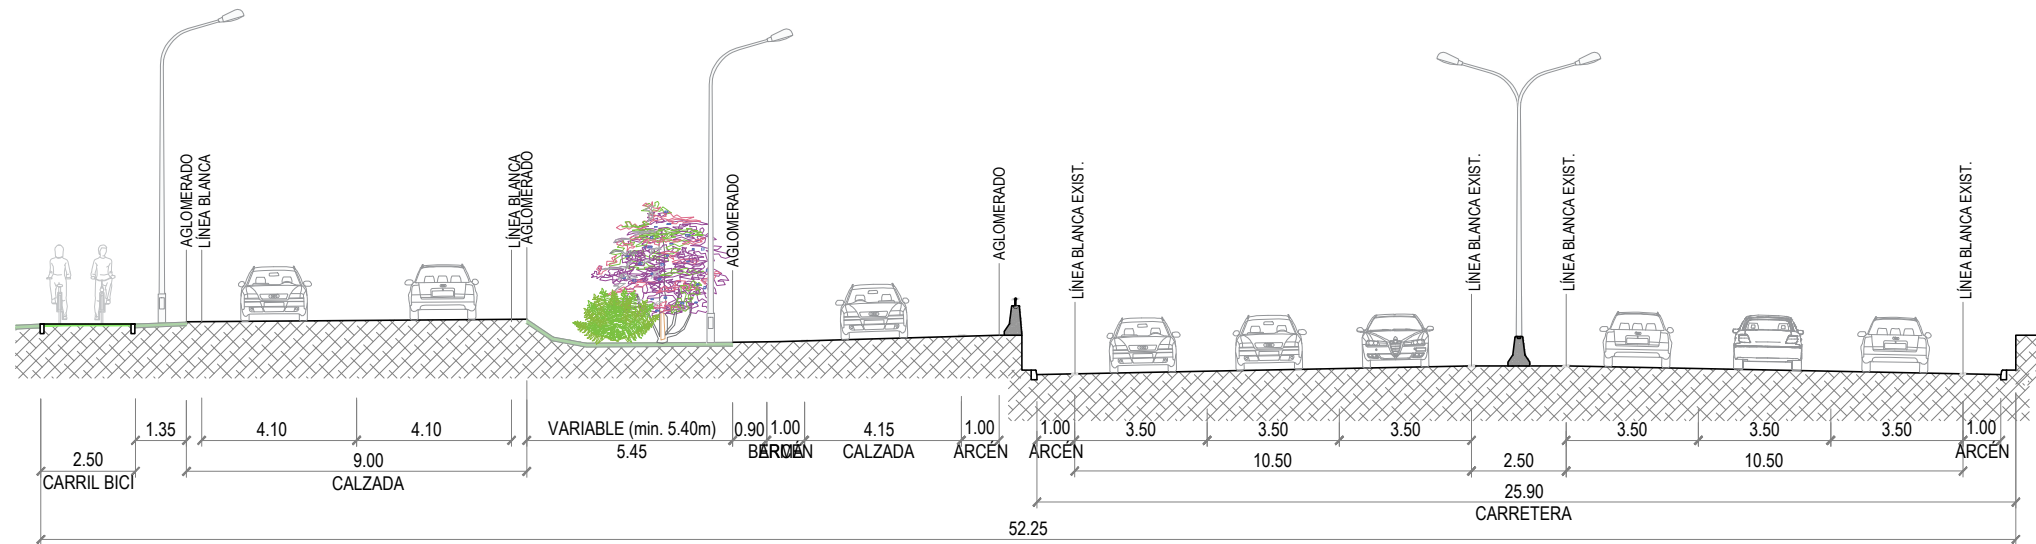 AGLOMERADO
LÍNEA BLANCA
LÍNEA BLANCA
AGLOMERADO
AGLOMERADO
AGLOMERADO
LÍNEA BLANCA EXIST.
LÍNEA BLANCA EXIST.
LÍNEA BLANCA EXIST.
LÍNEA BLANCA EXIST.
1.35
4.10
4.10
VARIABLE (min. 5.40m)
0.90
1.00
4.15
1.00
1.00
3.50
3.50
3.50
3.50
3.50
3.50
1.00
2.50
CARRIL BICI
9.00
CALZADA
5.45
BERMA
ARCÉN
CALZADA
ARCÉN
ARCÉN
10.50
2.50
10.50
ARCÉN
25.90
CARRETERA
52.25